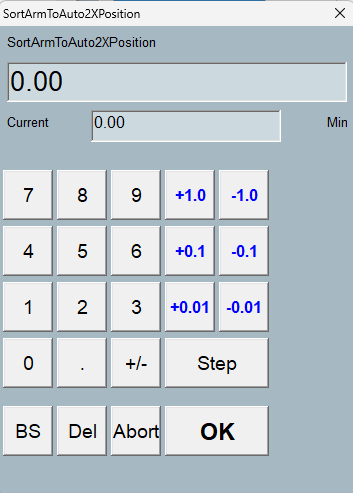 SortArmToAuto2XPosition
SortArmToAuto2XPosition
0.00
Current 0.00 Min
7 8 9 +1.0 -1.0
4 5 6 +0.1 -0.1
1 2 3 +0.01 -0.01
0 . +/- Step
BS Del Abort OK